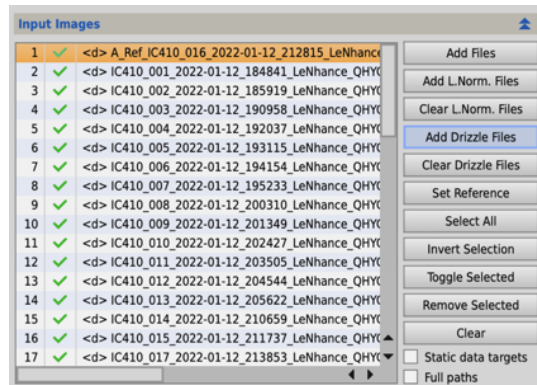 Input Images
1 <d> A_Ref_IC410_016_2022-01-12_212815_LeNhance
2 <d> IC410_001_2022-01-12_184841_LeNhance_QHY
3 <d> IC410_002_2022-01-12_185919_LeNhance_QHY
4 <d> IC410_003_2022-01-12_190958_LeNhance_QHY
5 <d> IC410_004_2022-01-12_192037_LeNhance_QHY
6 <d> IC410_005_2022-01-12_193115_LeNhance_QHY
7 <d> IC410_006_2022-01-12_194154_LeNhance_QHY
8 <d> IC410_007_2022-01-12_195233_LeNhance_QHY
9 <d> IC410_008_2022-01-12_200310_LeNhance_QHY
10 <d> IC410_009_2022-01-12_201349_LeNhance_QHY
11 <d> IC410_010_2022-01-12_202427_LeNhance_QHY
12 <d> IC410_011_2022-01-12_203505_LeNhance_QHY
13 <d> IC410_012_2022-01-12_204544_LeNhance_QHY
14 <d> IC410_013_2022-01-12_205622_LeNhance_QHY
15 <d> IC410_014_2022-01-12_210659_LeNhance_QHY
16 <d> IC410_015_2022-01-12_211737_LeNhance_QHY
17 <d> IC410_017_2022-01-12_213853_LeNhance_QHY
Add Files
Add L.Norm. Files
Clear L.Norm. Files
Add Drizzle Files
Clear Drizzle Files
Set Reference
Select All
Invert Selection
Toggle Selected
Remove Selected
Clear
Static data targets
Full paths